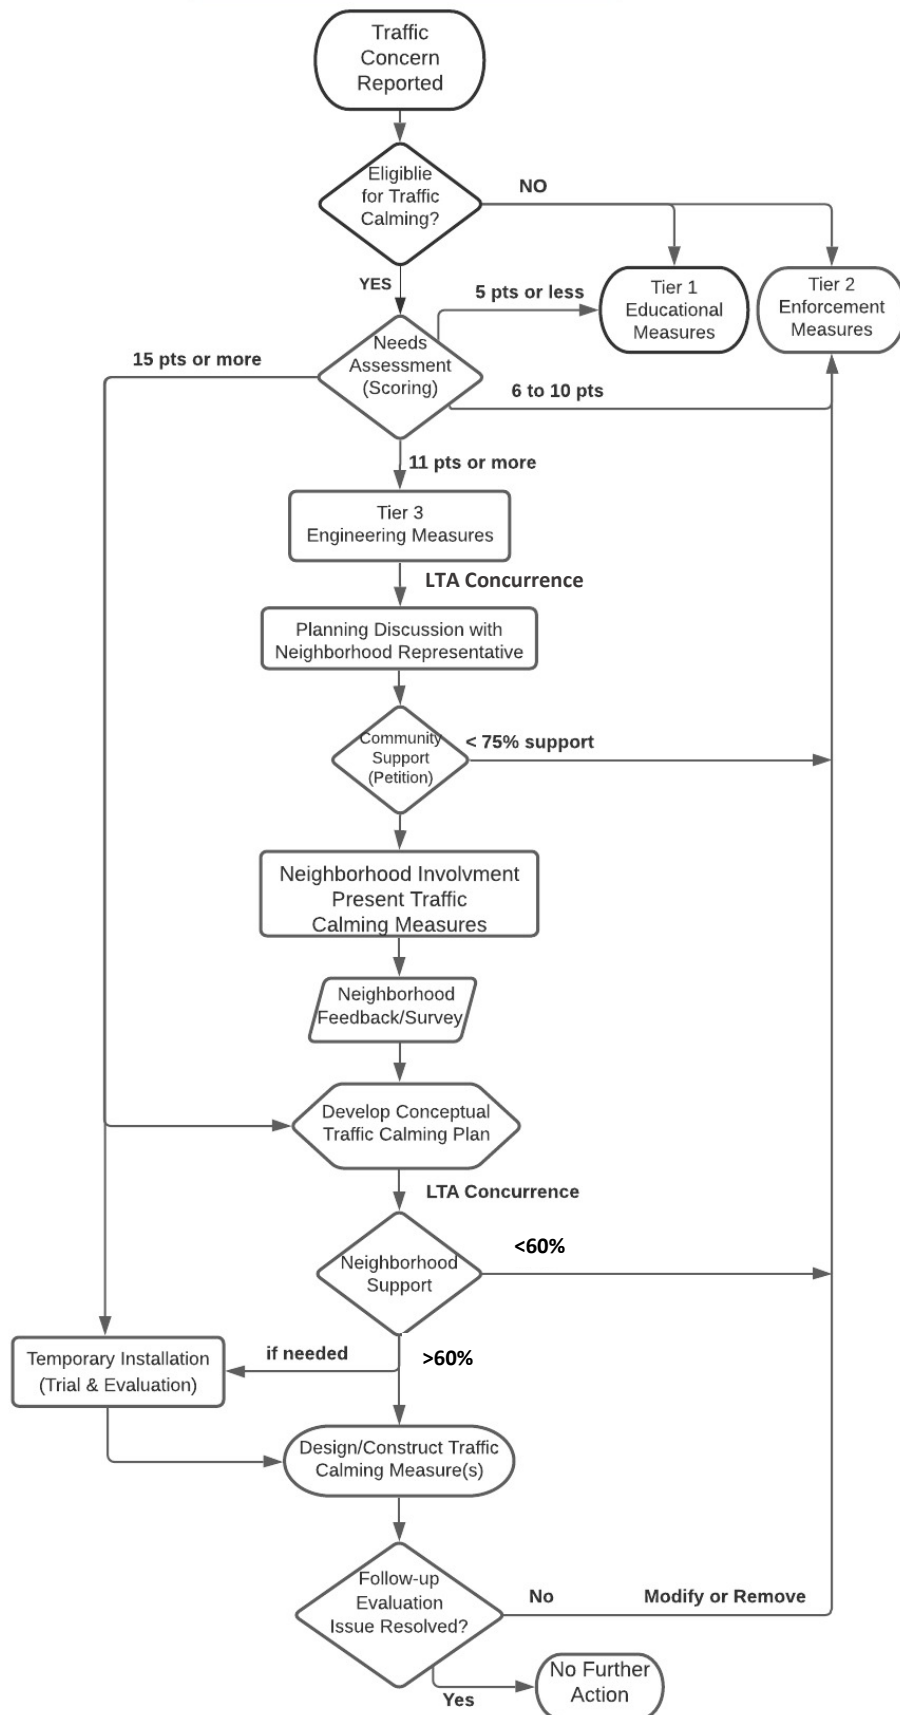 Traffic
Concern
Reported
Eligiblie
for Traffic
Calming?
NO
YES
5 pts or less
Tier 1
Educational
Measures
Tier 2
Enforcement
Measures
Needs
Assessment
(Scoring)
15 pts or more
6 to 10 pts
11 pts or more
Tier 3
Engineering Measures
LTA Concurrence
Planning Discussion with
Neighborhood Representative
Community
Support
(Petition)
< 75% support
Neighborhood Involvment
Present Traffic
Calming Measures
Neighborhood
Feedback/Survey
Develop Conceptual
Traffic Calming Plan
LTA Concurrence
Neighborhood
Support
<60%
if needed
>60%
Temporary Installation
(Trial & Evaluation)
Design/Construct Traffic
Calming Measure(s)
Follow-up
Evaluation
Issue Resolved?
No
Modify or Remove
Yes
No Further
Action